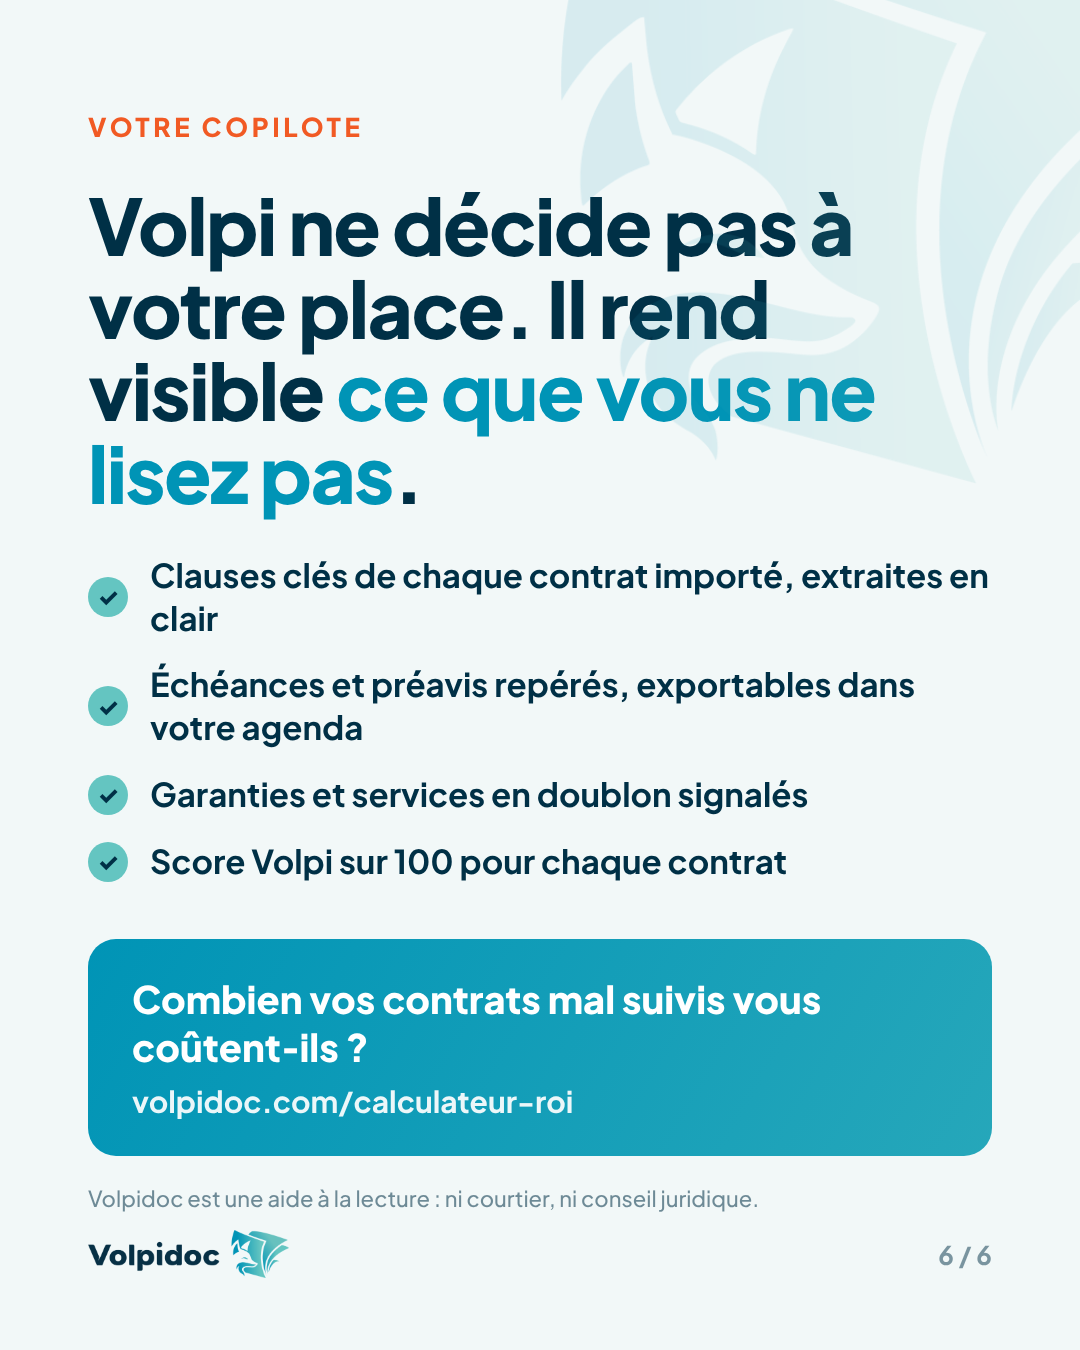 VOTRE COPILOTE
Volpi ne décide pas à
votre place. Il rend
visible ce que vous ne
lisez pas.
Clauses clés de chaque contrat importé, extraites en
clair
Échéances et préavis repérés, exportables dans
votre agenda
Garanties et services en doublon signalés
Score Volpi sur 100 pour chaque contrat
Combien vos contrats mal suivis vous
coûtent-ils ?
volpidoc.com/calculateur-roi
Volpidoc est une aide à la lecture : ni courtier, ni conseil juridique.
Volpidoc
6 / 6